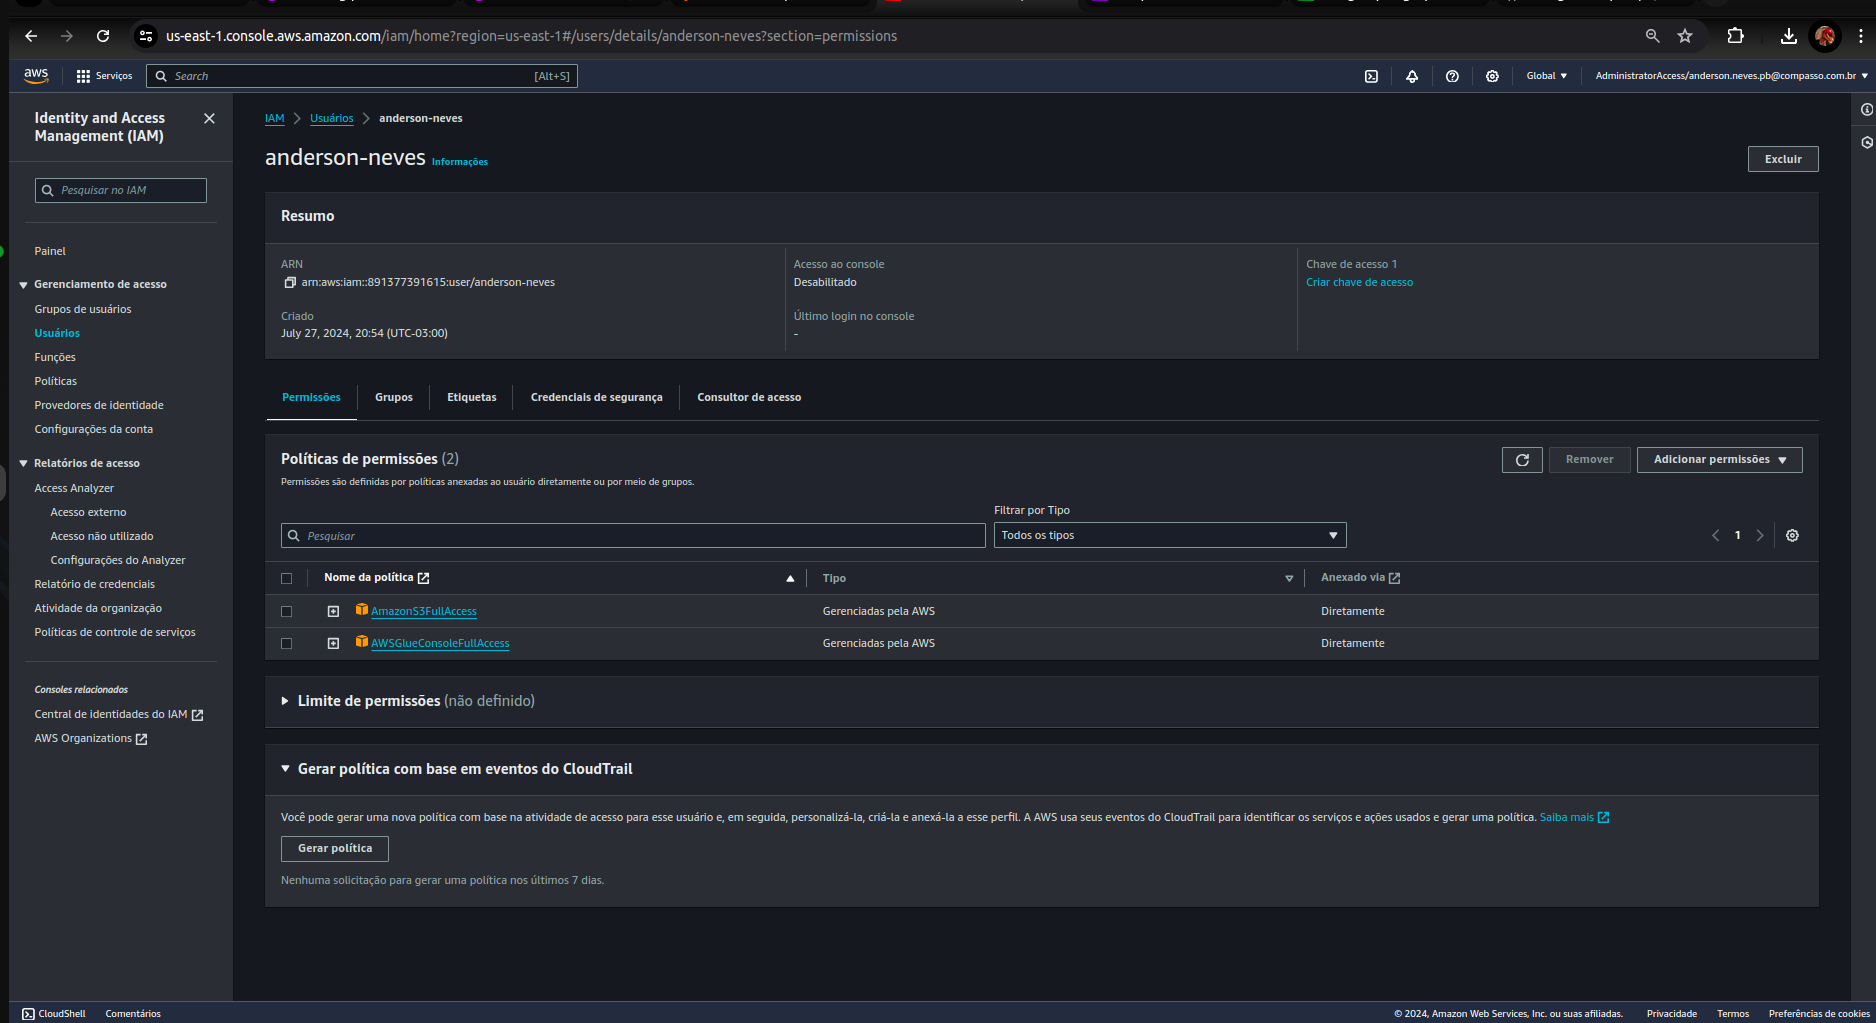 us-east-1.console.aws.amazon.com/iam/home?region=us-east-1#/users/details/anderson-neves?section=permissions
aws
Serviços
Search
[Alt+S]
Global
AdministratorAccess/anderson.neves.pb@compasso.com.br
Identity and Access
Management (IAM)
Pesquisar no IAM
Painel
Gerenciamento de acesso
Grupos de usuários
Usuários
Funções
Políticas
Provedores de identidade
Configurações da conta
Relatórios de acesso
Access Analyzer
Acesso externo
Acesso não utilizado
Configurações do Analyzer
Relatório de credenciais
Atividade da organização
Políticas de controle de serviços
Consoles relacionados
Central de identidades do IAM
AWS Organizations
IAM > Usuários > anderson-neves
anderson-neves Informações
Excluir
Resumo
ARN
arn:aws:iam::891377391615:user/anderson-neves
Criado
July 27, 2024, 20:54 (UTC-03:00)
Acesso ao console
Desabilitado
Último login no console
-
Chave de acesso 1
Criar chave de acesso
Permissões
Grupos
Etiquetas
Credenciais de segurança
Consultor de acesso
Políticas de permissões (2)
Permissões são definidas por políticas anexadas ao usuário diretamente ou por meio de grupos.
Remover
Adicionar permissões
Filtrar por Tipo
Pesquisar
Todos os tipos
1
Nome da política
Tipo
Anexado via
AmazonS3FullAccess
Gerenciadas pela AWS
Diretamente
AWSGlueConsoleFullAccess
Gerenciadas pela AWS
Diretamente
Limite de permissões (não definido)
Gerar política com base em eventos do CloudTrail
Você pode gerar uma nova política com base na atividade de acesso para esse usuário e, em seguida, personalizá-la, criá-la e anexá-la a esse perfil. A AWS usa seus eventos do CloudTrail para identificar os serviços e ações usados e gerar uma política. Saiba mais
Gerar política
Nenhuma solicitação para gerar uma política nos últimos 7 dias.
CloudShell
Comentários
© 2024, Amazon Web Services, Inc. ou suas afiliadas.
Privacidade
Termos
Preferências de cookies